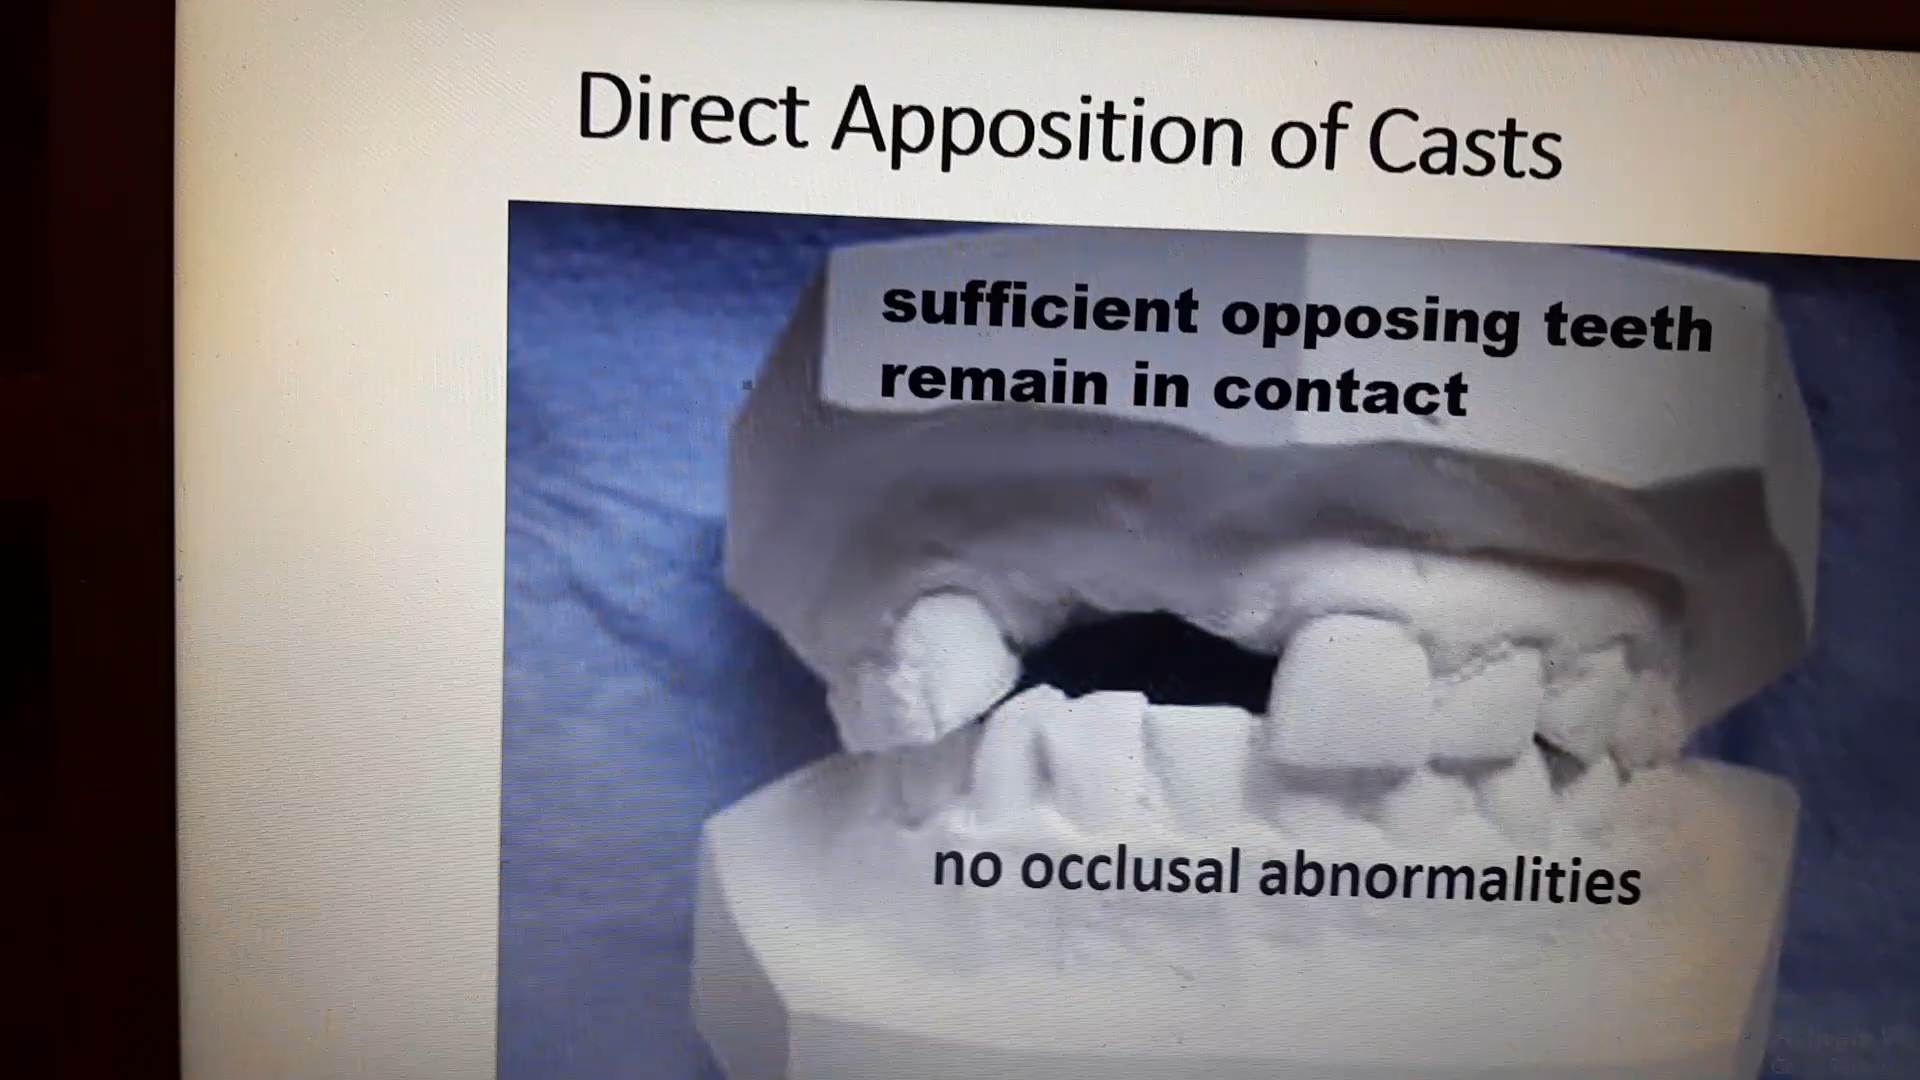 Direct Apposition of Casts
sufficient opposing teeth
remain in contact
no occlusal abnormalities